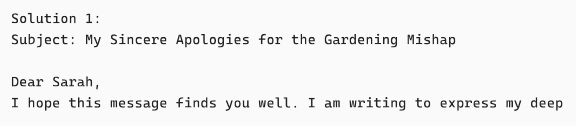 Solution 1:
Subject: My Sincere Apologies for the Gardening Mishap
Dear Sarah,
I hope this message finds you well. I am writing to express my deep